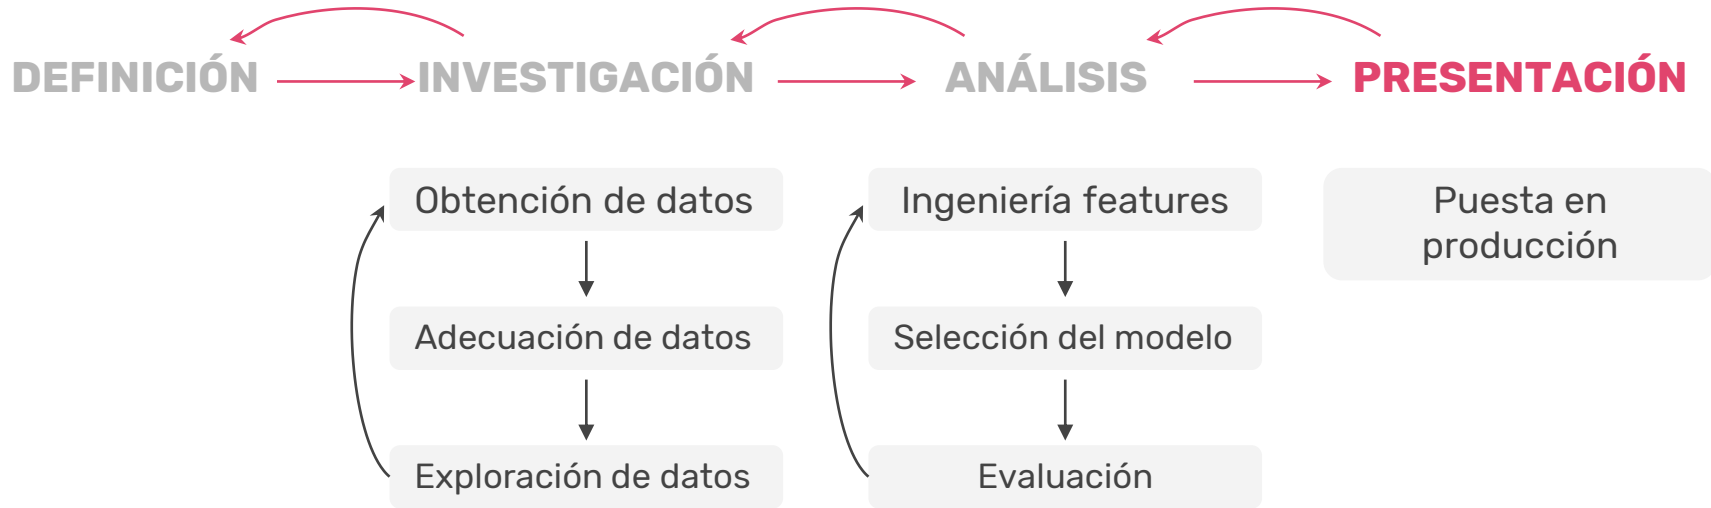 DEFINICIÓN
INVESTIGACIÓN
ANÁLISIS
PRESENTACIÓN
Obtención de datos
Adecuación de datos
Exploración de datos
Ingeniería features
Selección del modelo
Evaluación
Puesta en
producción